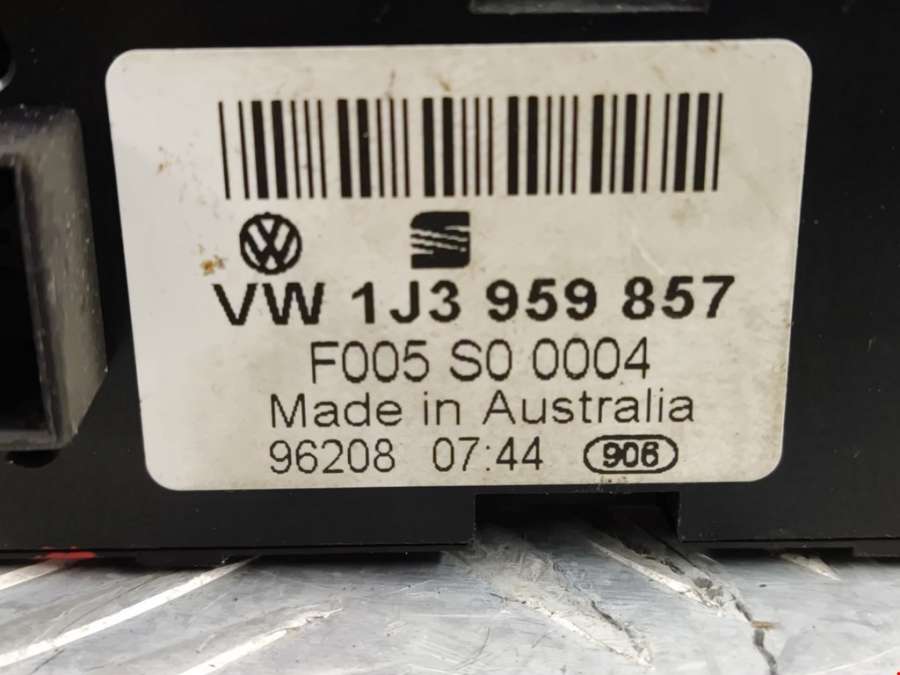 VW 1J3 959 857
F005 S0 0004
Made in Australia
96208 07:44 906